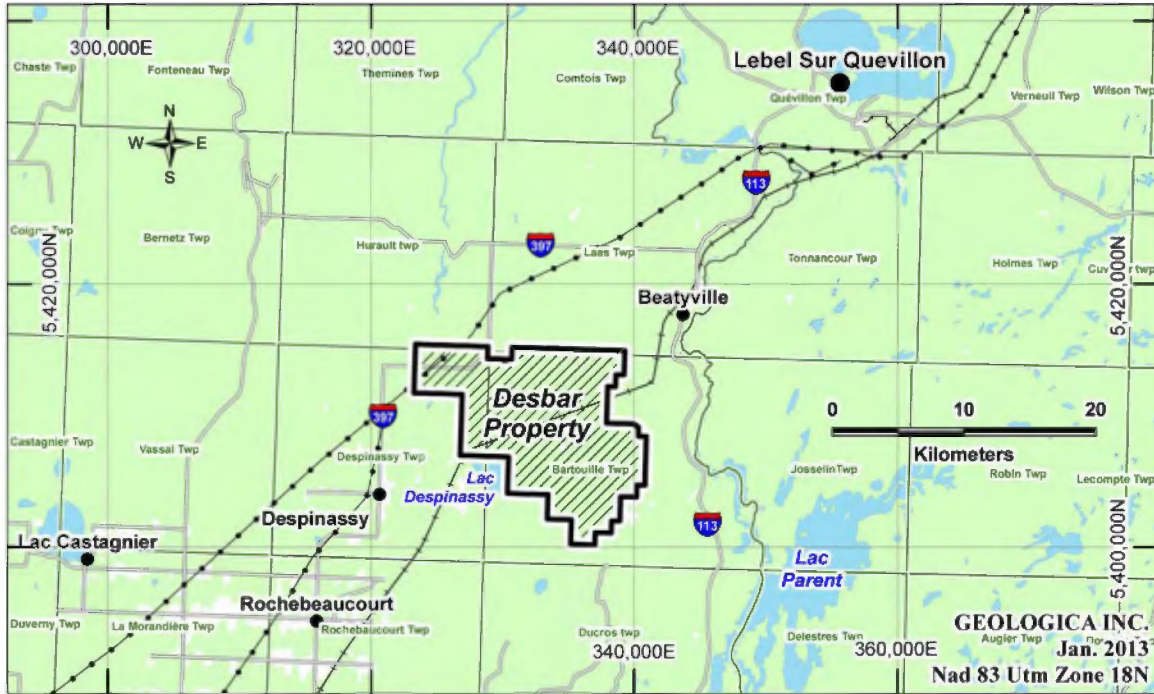 300,000E
320,000E
340,000E
Lebel Sur Quevillon
Chaste Twp
Fonteneau Twp
Themines Twp
Comtois Twp
Quévillon Twp
Verneuil Twp
Wilson Twp
N
W E
S
113
Coigny Twp
Bernetz Twp
Hurault twp
397
Laas Twp
Tonnancour Twp
Holmes Twp
5,420,000N
Beatyville
5,420,000N
Desbar
Property
0 10 20
Kilometers
397
Castagnier Twp
Vassal Twp
Despinassy Twp
Lac
Despinassy
Bartouille Twp
Josselin Twp
Robin Twp
Lecompte Twp
Despinassy
113
Lac Castagnier
Lac
Parent
5,400,000N
Rochebeaucourt
Duverny Twp
La Morandière Twp
Rochebeaucourt Twp
Ducros twp
Delestres Twp
Augier Twp
340,000E
360,000E
GEOLOGICA INC.
Jan. 2013
Nad 83 Utm Zone 18N